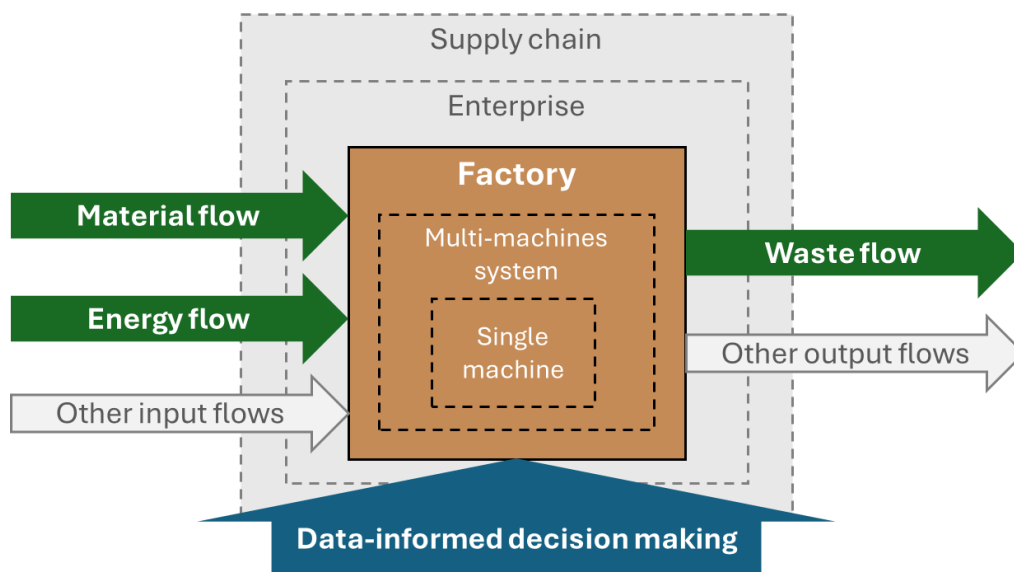 Supply chain
Enterprise
Factory
Material flow
Multi-machines
system
Waste flow
Energy flow
Single
machine
Other output flows
Other input flows
Data-informed decision making